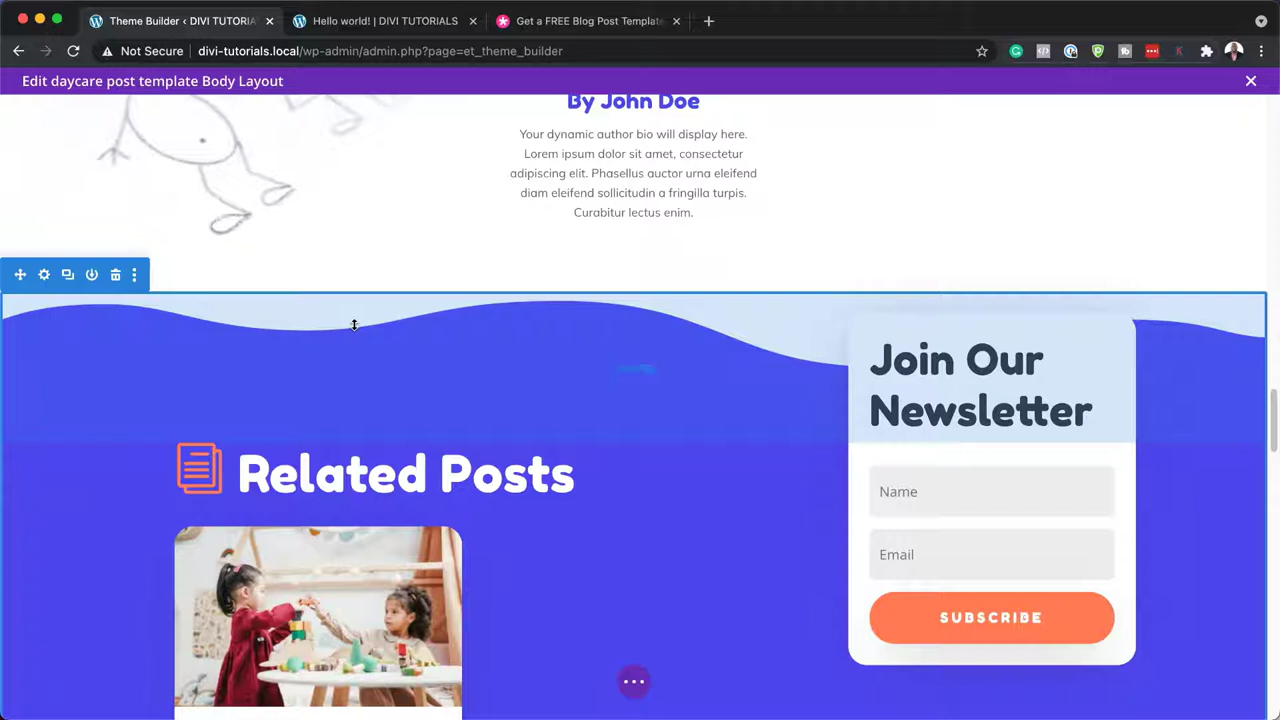 Theme Builder < DIVI TUTORIA
Hello world! | DIVI TUTORIALS
Get a FREE Blog Post Template
Not Secure
divi-tutorials.local/wp-admin/admin.php?page=et_theme_builder
Edit daycare post template Body Layout
By John Doe
Your dynamic author bio will display here.
Lorem ipsum dolor sit amet, consectetur
adipiscing elit. Phasellus auctor urna eleifend
diam eleifend sollicitudin a fringilla turpis.
Curabitur lectus enim.
Join Our
Newsletter
Related Posts
Name
Email
SUBSCRIBE